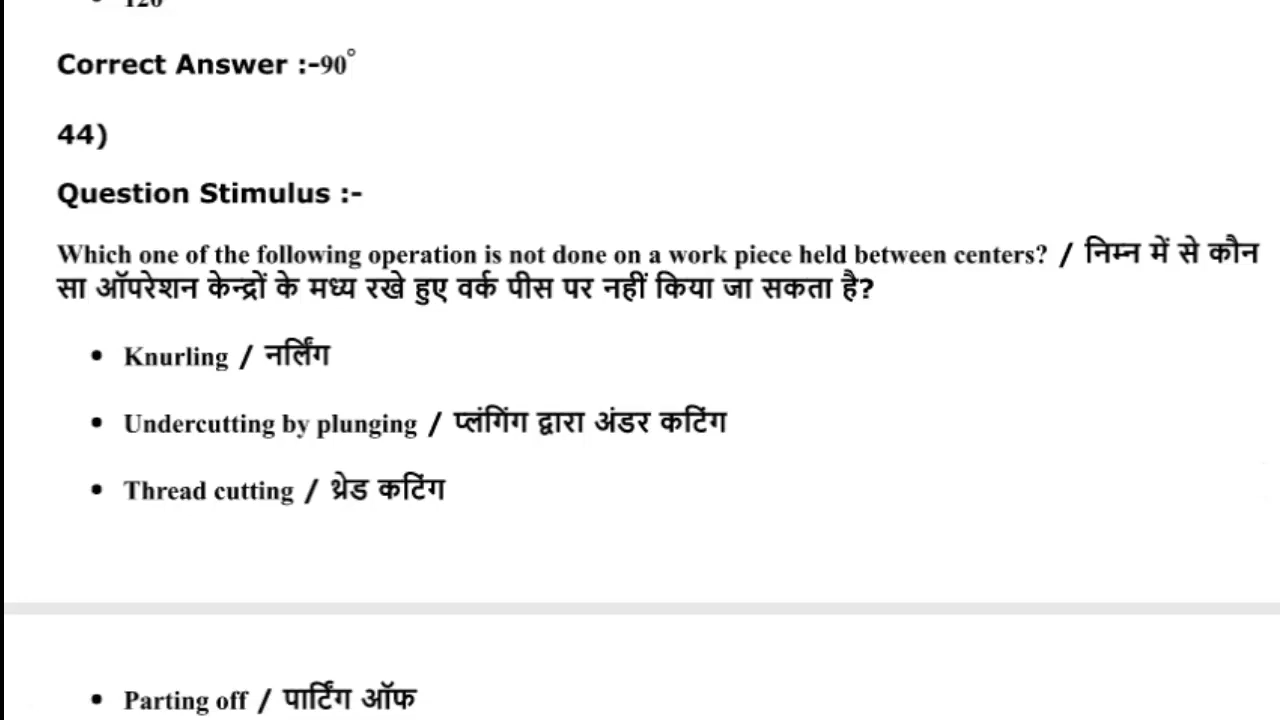 • 120
Correct Answer :-90°
44)
Question Stimulus :-
Which one of the following operation is not done on a work piece held between centers? / निम्न में से कौन
सा ऑपरेशन केन्द्रों के मध्य रखे हुए वर्क पीस पर नहीं किया जा सकता है?
• Knurling / नर्लिंग
• Undercutting by plunging / प्लंगिंग द्वारा अंडर कटिंग
• Thread cutting / थ्रेड कटिंग
• Parting off / पार्टिंग ऑफ